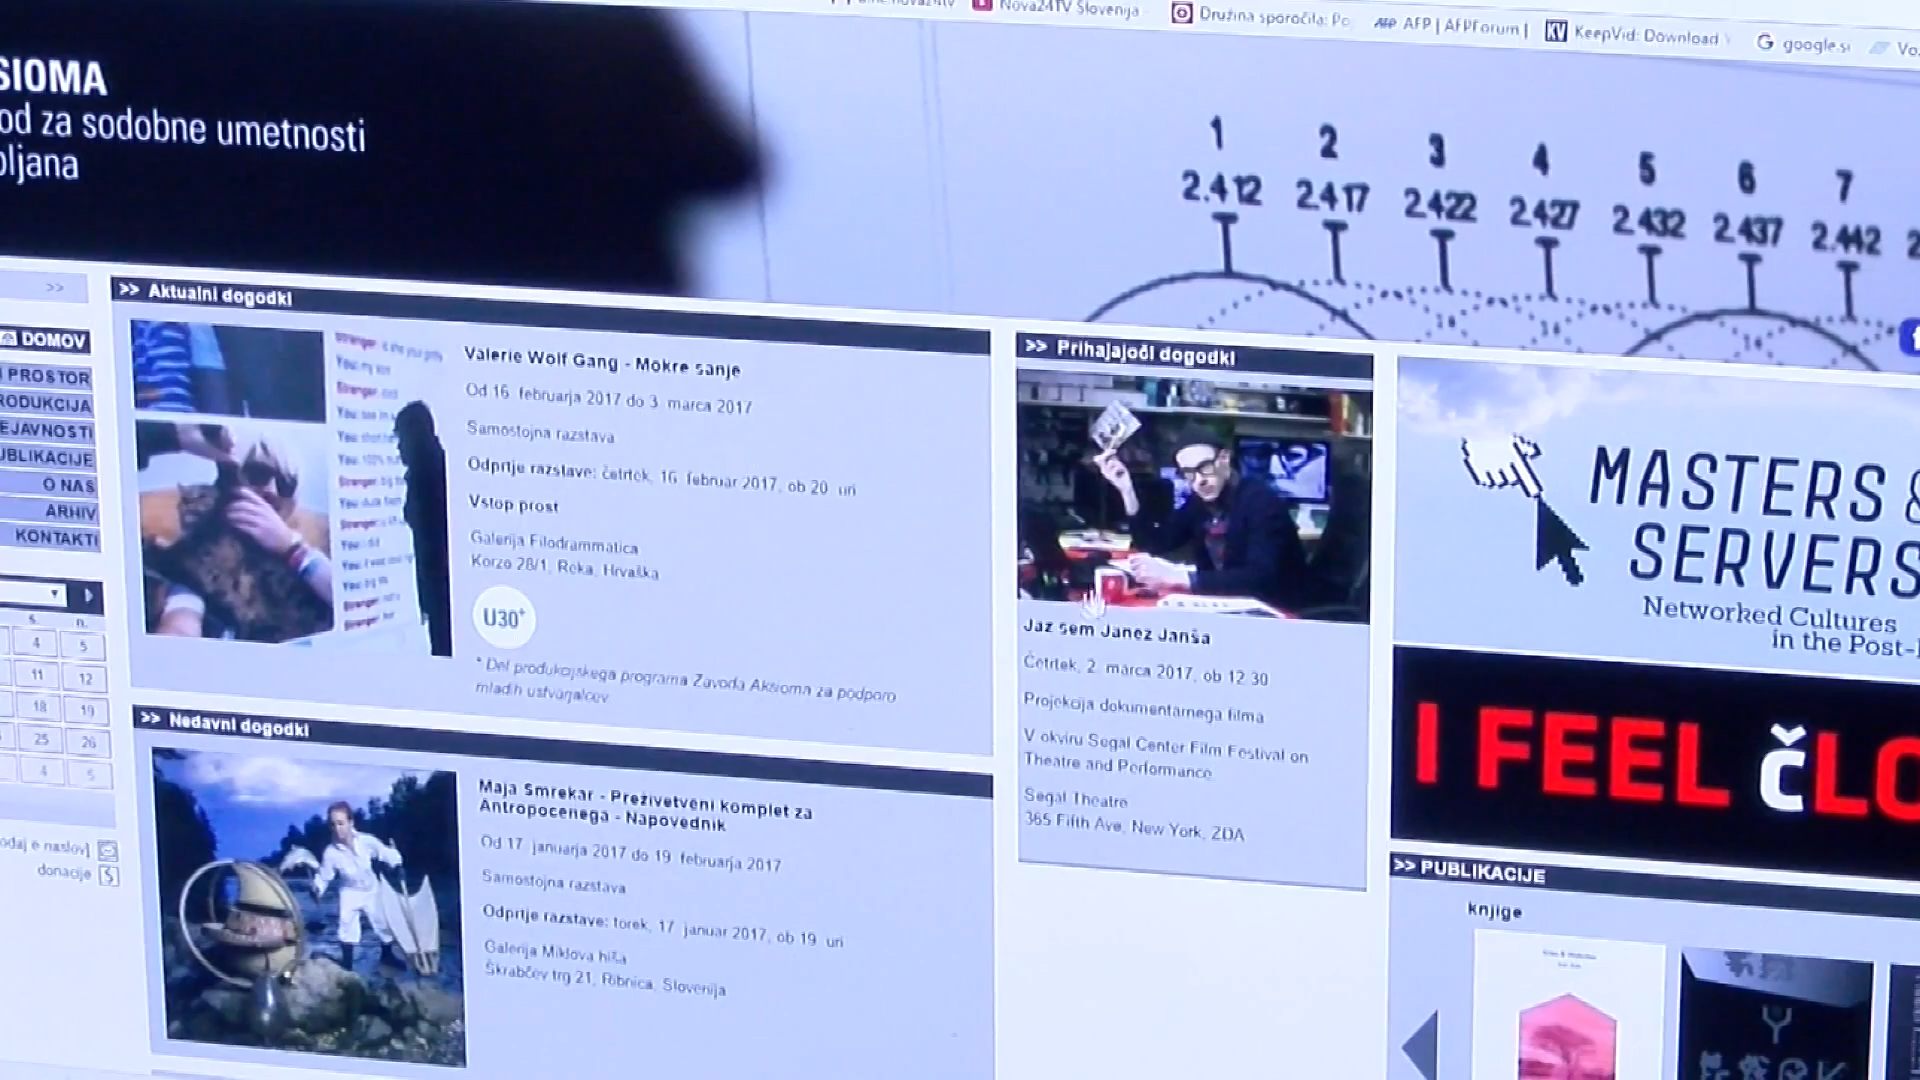 Nova24TV Slovenija
Družina sporočila: Po
AFP | AFPForum |
KV KeepVid: Download
google.si
Vo
SIOMA
od za sodobne umetnosti
bljana
1 2 3 4 5 6 7
2.412 2.417 2.422 2.427 2.432 2.437 2.442 2
>>
DOMOV
PROSTOR
RODUKCIJA
EJAVNOSTI
UBLIKACIJE
O NAS
ARHIV
KONTAKTI
s. n.
4 5
11 12
18 19
25 26
4 5
odaj e naslov]
donacije [$]
>> Aktualni dogodki
Valerie Wolf Gang - Mokre sanje
Od 16. februarja 2017 do 3. marca 2017
Samostojna razstava
Odprtje razstave: četrtek, 16. februar 2017, ob 20. uri
Vstop prost
Galerija Filodrammatica
Korzo 28/1, Reka, Hrvaška
U30+
* Del produkcijskega programa Zavoda Aksioma za podporo
mladih ustvarjalcev
>> Nedavni dogodki
Maja Smrekar - Preživetveni komplet za
Antropocenega - Napovednik
Od 17. januarja 2017 do 19. februarja 2017
Samostojna razstava
Odprtje razstave: torek, 17. januar 2017, ob 19. uri
Galerija Miklova hiša
Škrabčev trg 21, Ribnica, Slovenija
>> Prihajajoči dogodki
Jaz sem Janez Janša
Četrtek, 2. marca 2017, ob 12.30
Projekcija dokumentarnega filma
V okviru Segal Center Film Festival on
Theatre and Performance
Segal Theatre
365 Fifth Ave, New York, ZDA
MASTERS &
SERVERS
Networked Cultures
in the Post-
I FEEL čLO
>> PUBLIKACIJE
knjige